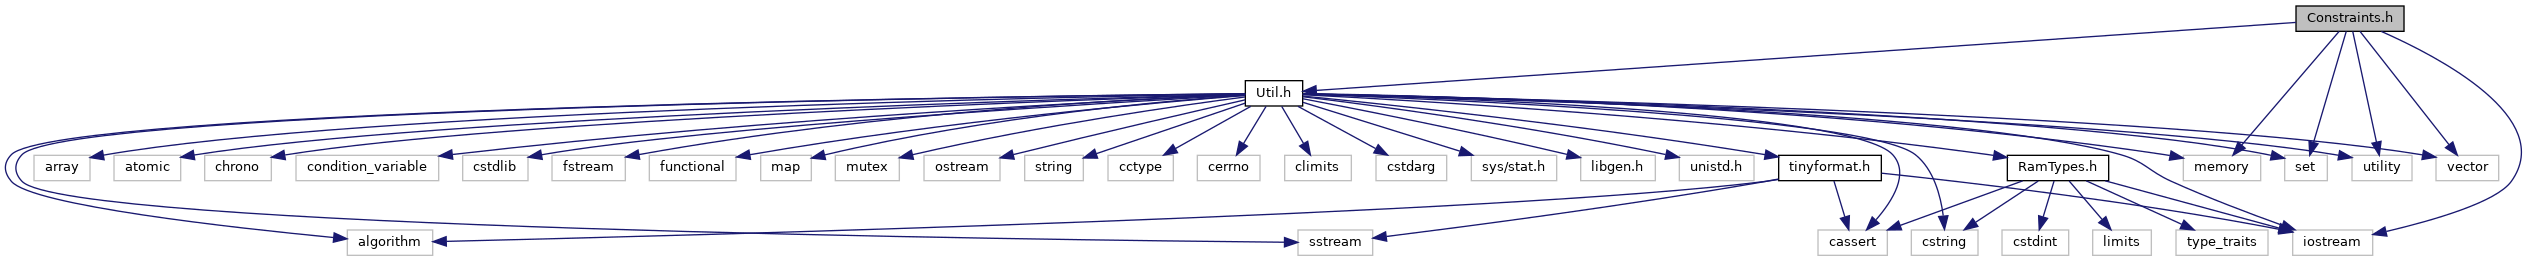 Constraints.h
Util.h
array
atomic
chrono
condition_variable
cstdlib
fstream
functional
map
mutex
ostream
string
cctype
cerrno
climits
cstdarg
sys/stat.h
libgen.h
unistd.h
tinyformat.h
RamTypes.h
memory
set
utility
vector
algorithm
sstream
cassert
cstring
cstdint
limits
type_traits
iostream